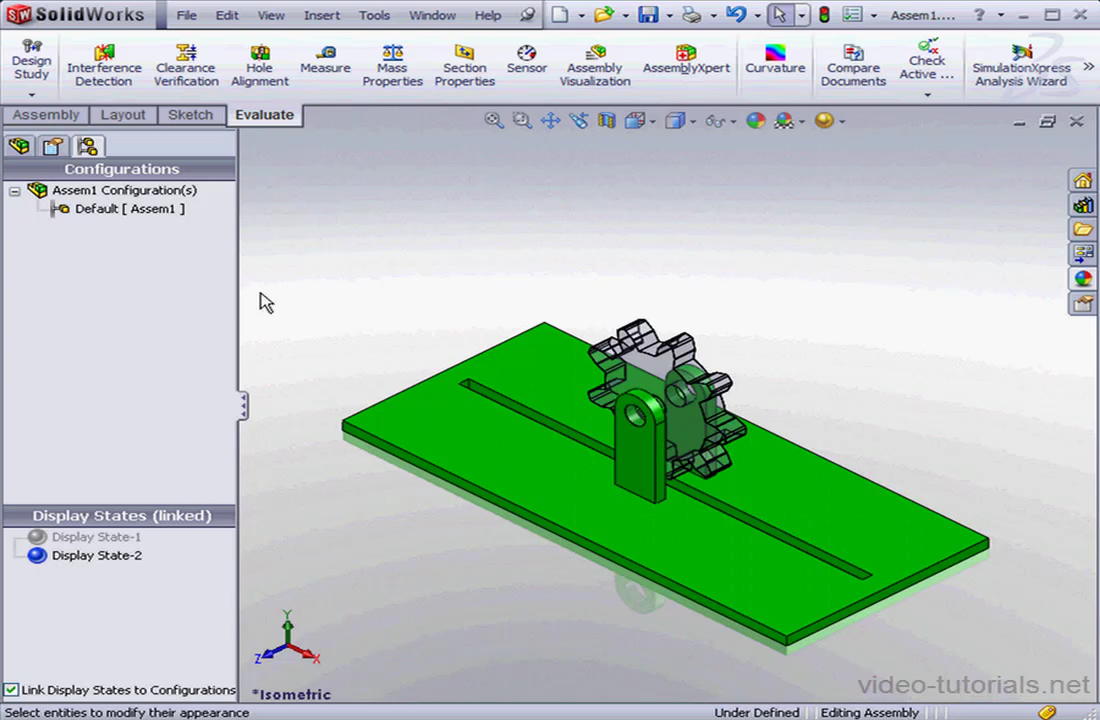 SolidWorks File Edit View Insert Tools Window Help Assem1.... ?
Design Study
Interference Detection
Clearance Verification
Hole Alignment
Measure
Mass Properties
Section Properties
Sensor
Assembly Visualization
AssemblyXpert
Curvature
Compare Documents
Check Active ...
SimulationXpress Analysis Wizard
»
Assembly Layout Sketch Evaluate
Configurations
Assem1 Configuration(s)
Default [ Assem1 ]
Display States (linked)
Display State-1
Display State-2
Link Display States to Configurations
Y
Z X
*Isometric
video-tutorials.net
Select entities to modify their appearance Under Defined Editing Assembly